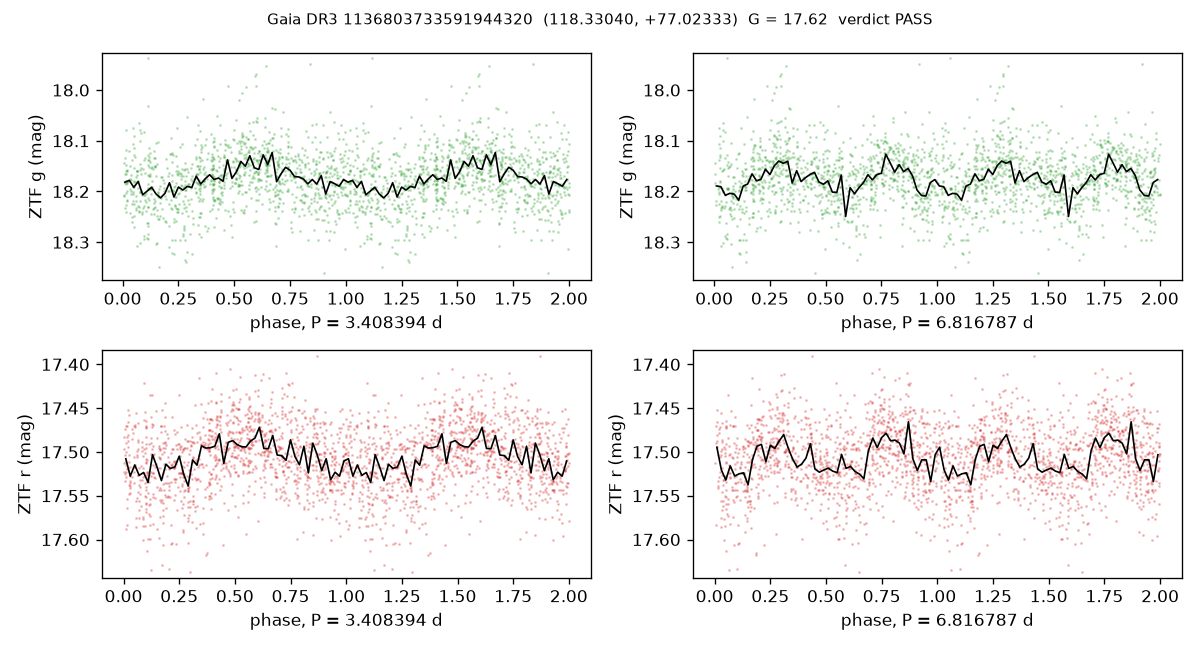 Gaia DR3 1136803733591944320  (118.33040, +77.02333)  G = 17.62  verdict PASS
ZTF g (mag)
18.0
18.1
18.2
18.3
0.00 0.25 0.50 0.75 1.00 1.25 1.50 1.75 2.00
phase, P = 3.408394 d
ZTF g (mag)
18.0
18.1
18.2
18.3
0.00 0.25 0.50 0.75 1.00 1.25 1.50 1.75 2.00
phase, P = 6.816787 d
ZTF r (mag)
17.40
17.45
17.50
17.55
17.60
0.00 0.25 0.50 0.75 1.00 1.25 1.50 1.75 2.00
phase, P = 3.408394 d
ZTF r (mag)
17.40
17.45
17.50
17.55
17.60
0.00 0.25 0.50 0.75 1.00 1.25 1.50 1.75 2.00
phase, P = 6.816787 d